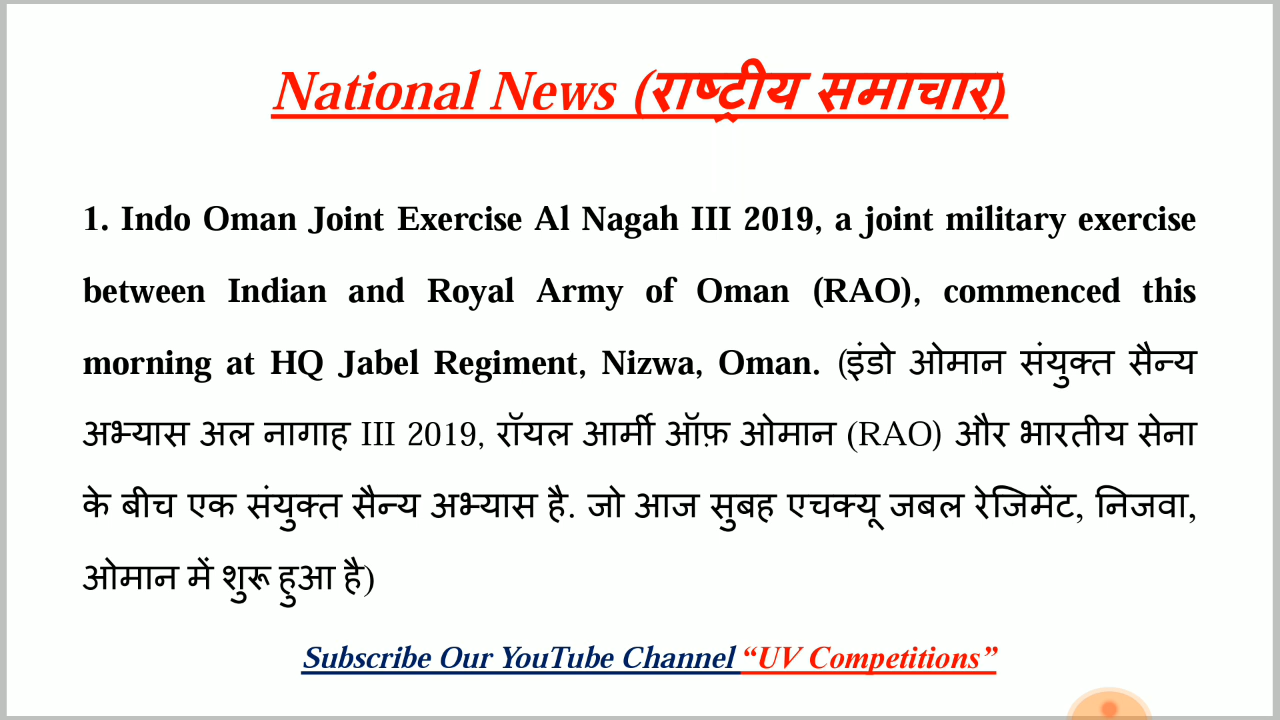 National News (राष्ट्रीय समाचार)
1. Indo Oman Joint Exercise Al Nagah III 2019, a joint military exercise
between Indian and Royal Army of Oman (RAO), commenced this
morning at HQ Jabel Regiment, Nizwa, Oman. (इंडो ओमान संयुक्त सैन्य
अभ्यास अल नागाह III 2019, रॉयल आर्मी ऑफ़ ओमान (RAO) और भारतीय सेना
के बीच एक संयुक्त सैन्य अभ्यास है. जो आज सुबह एचक्यू जबल रेजिमेंट, निजवा,
ओमान में शुरू हुआ है)
Subscribe Our YouTube Channel “UV Competitions”